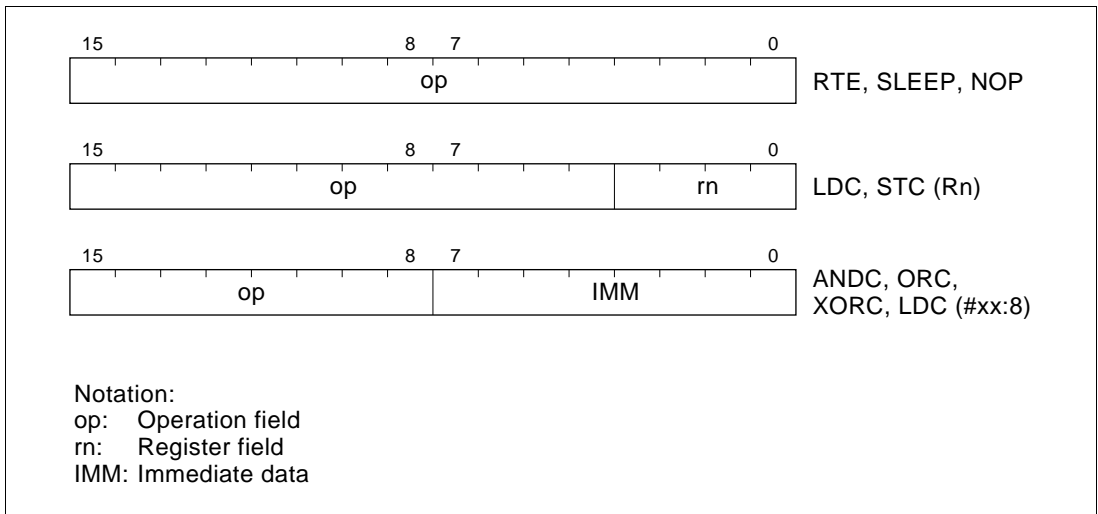 15 8 7 0
op RTE, SLEEP, NOP
15 8 7 0
op rn LDC, STC (Rn)
15 8 7 0
op IMM ANDC, ORC,
XORC, LDC (#xx:8)
Notation:
op: Operation field
rn: Register field
IMM: Immediate data